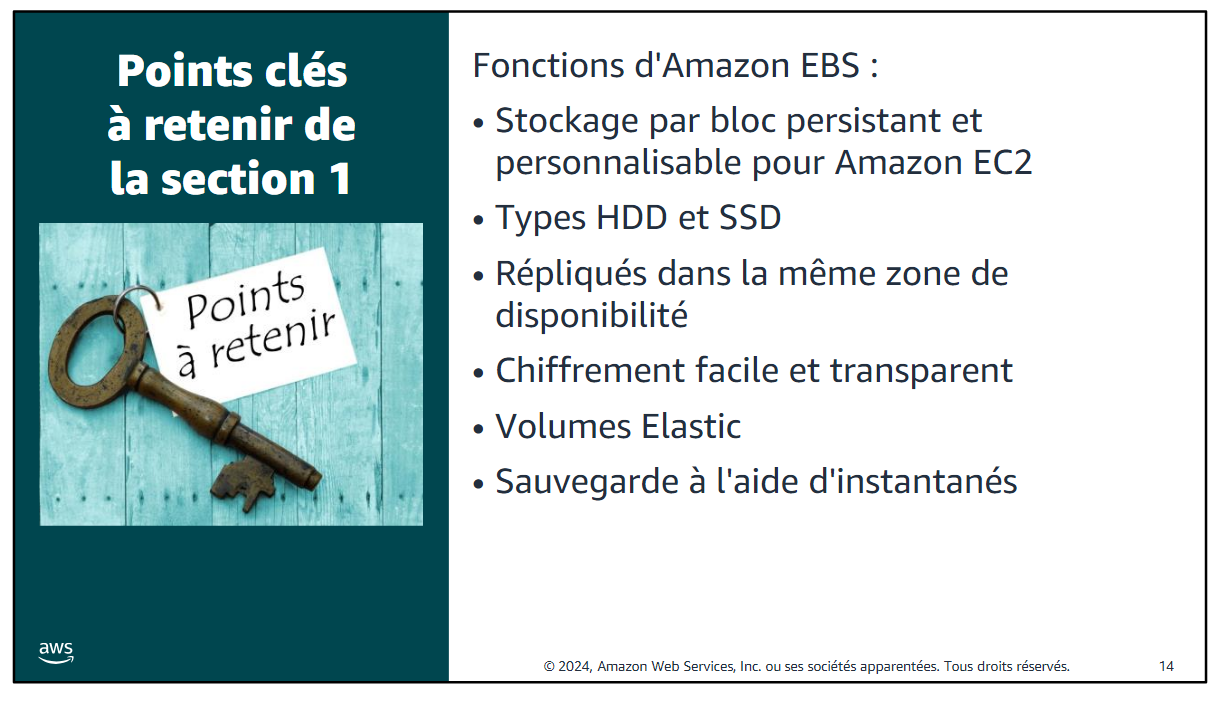 Points clés
à retenir de
la section 1
Points
à retenir
aws
Fonctions d'Amazon EBS :
• Stockage par bloc persistant et
personnalisable pour Amazon EC2
• Types HDD et SSD
• Répliqués dans la même zone de
disponibilité
• Chiffrement facile et transparent
• Volumes Elastic
• Sauvegarde à l'aide d'instantanés
© 2024, Amazon Web Services, Inc. ou ses sociétés apparentées. Tous droits réservés.
14